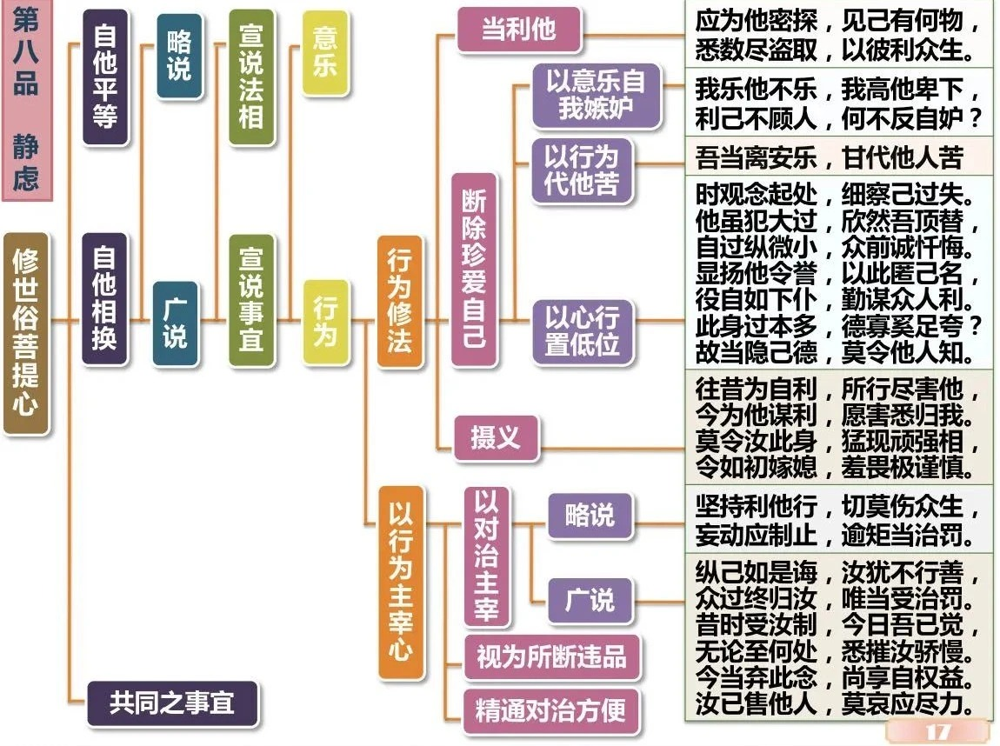 第八品 静虑
修世俗菩提心
自他平等
自他相换
共同之事宜
略说
广说
宣说法相
宣说事宜
意乐
行为
行为修法
以行为主宰心
当利他
断除珍爱自己
摄义
以意乐自
我嫉妒
以行为
代他苦
以心行
置低位
以对治主宰
略说
广说
视为所断违品
精通对治方便
应为他密探，见己有何物，
悉数尽盗取，以彼利众生。
我乐他不乐，我高他卑下，
利己不顾人，何不反自妒？
吾当离安乐，甘代他人苦
时观念起处，细察己过失。
他虽犯大过，欣然吾顶替，
自过纵微小，众前诚忏悔。
显扬他令誉，以此匿己名，
役自如下仆，勤谋众人利。
此身过本多，德寡奚足夸？
故当隐己德，莫令他人知。
往昔为自利，所行尽害他，
今为他谋利，愿害悉归我。
莫令汝此身，猛现顽强相，
令如初嫁媳，羞畏极谨慎。
坚持利他行，切莫伤众生，
妄动应制止，逾矩当治罚。
纵己如是诲，汝犹不行善，
众过终归汝，唯当受治罚。
昔时受汝制，今日吾已觉，
无论至何处，悉摧汝骄慢。
今当弃此念，尚享自权益。
汝已售他人，莫哀应尽力。
17